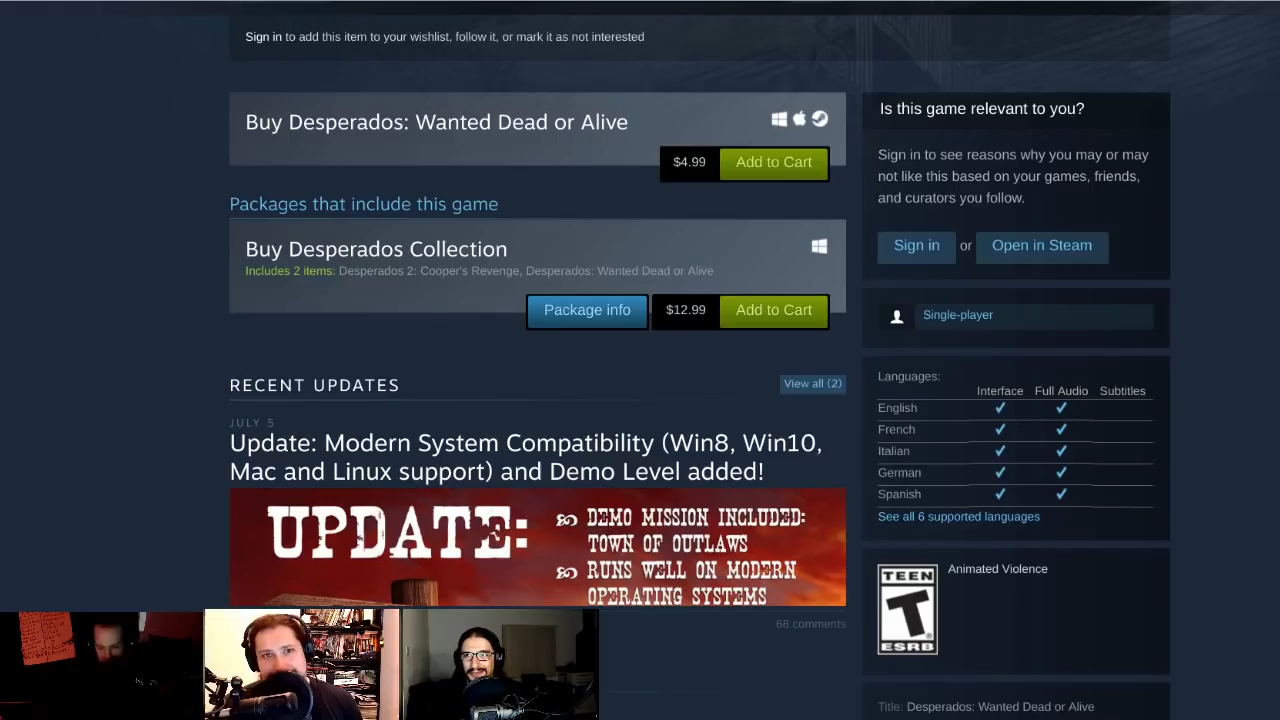 Sign in to add this item to your wishlist, follow it, or mark it as not interested
Buy Desperados: Wanted Dead or Alive
$4.99
Add to Cart
Packages that include this game
Buy Desperados Collection
Includes 2 items: Desperados 2: Cooper's Revenge, Desperados: Wanted Dead or Alive
Package info
$12.99
Add to Cart
RECENT UPDATES
View all (2)
JULY 5
Update: Modern System Compatibility (Win8, Win10,
Mac and Linux support) and Demo Level added!
UPDATE:
DEMO MISSION INCLUDED:
TOWN OF OUTLAWS
RUNS WELL ON MODERN
OPERATING SYSTEMS
68 comments
Is this game relevant to you?
Sign in to see reasons why you may or may
not like this based on your games, friends,
and curators you follow.
Sign in or Open in Steam
Single-player
Languages:
Interface Full Audio Subtitles
English
French
Italian
German
Spanish
See all 6 supported languages
TEEN
T
ESRB
Animated Violence
Title: Desperados: Wanted Dead or Alive